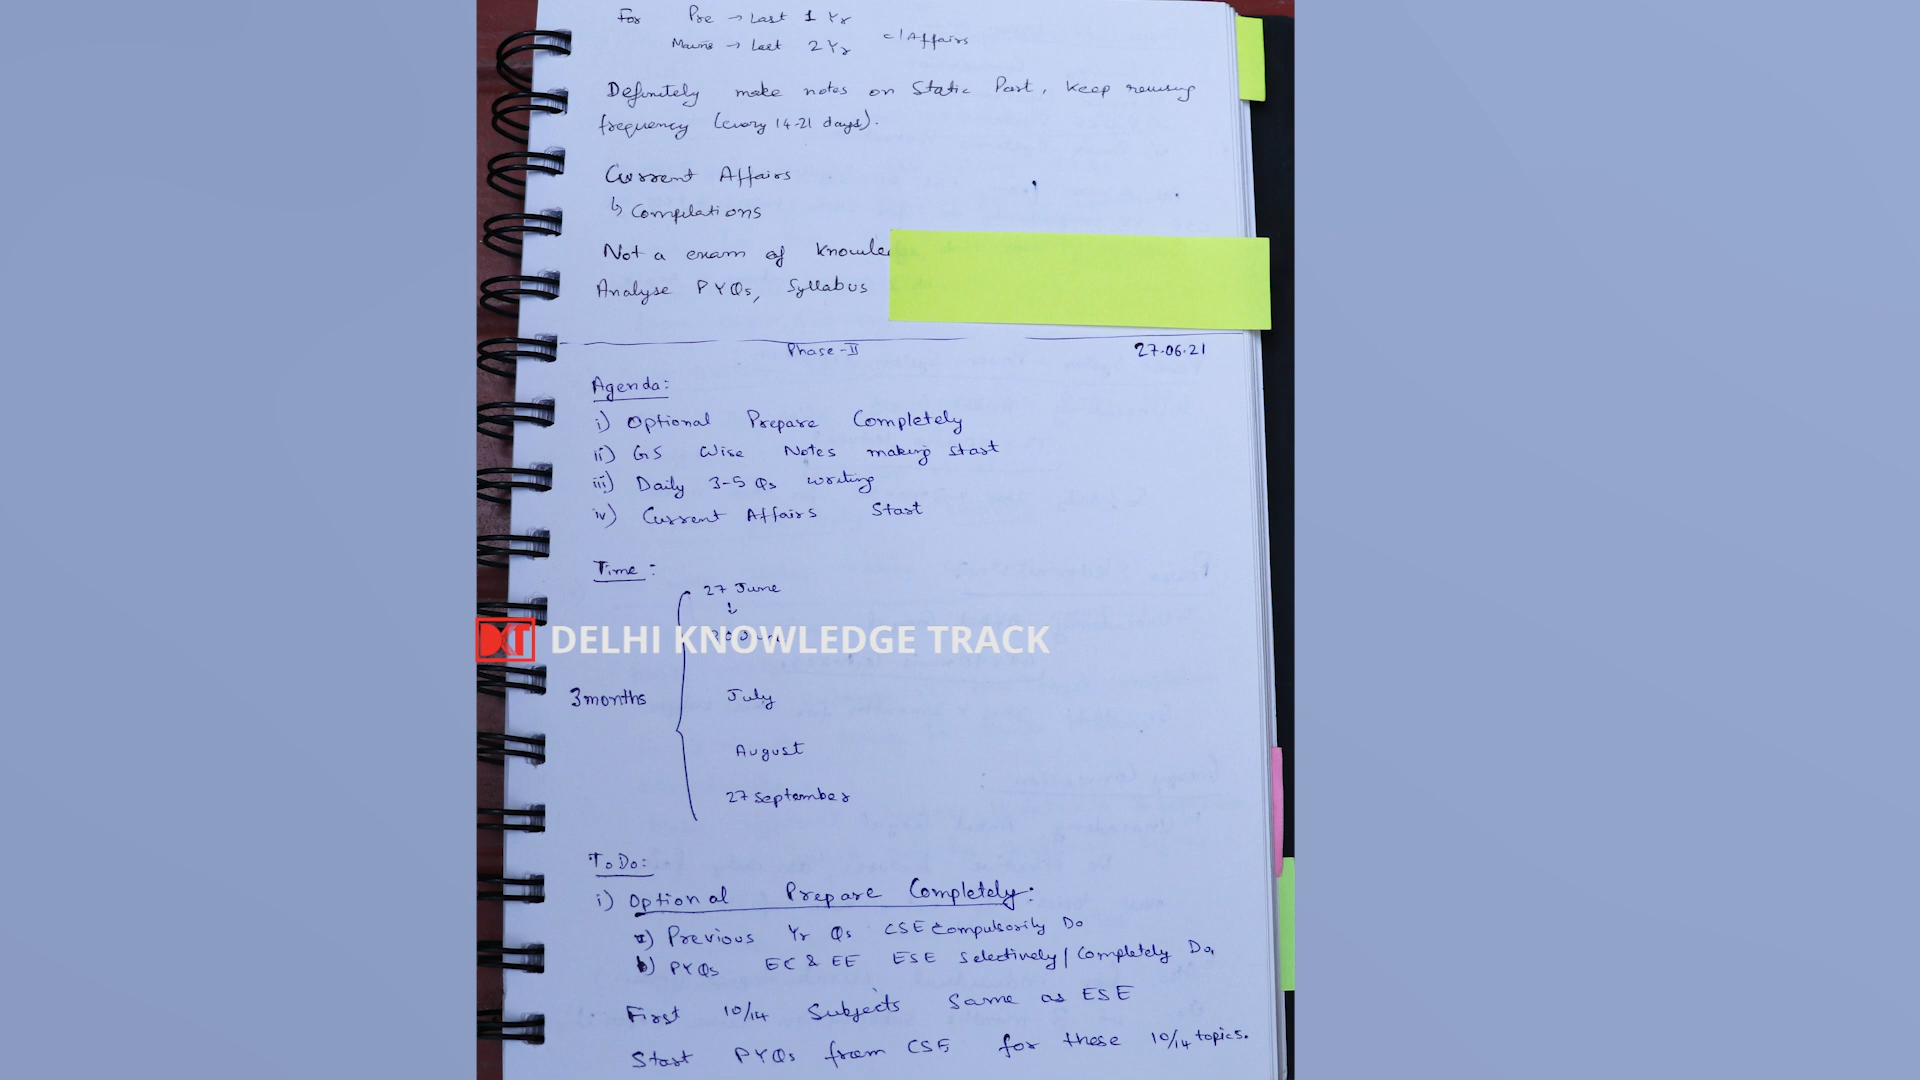 For Pre → Last 1 Yr
Mains → Last 2 Yr C/Affairs
Definitely make notes on Static Part, Keep revising
frequency (every 14-21 days).
Current Affairs
↳ Compilations
Not a exam of Knowle
Analyse PYQs, Syllabus
Phase-II 27.06.21
Agenda:
i) Optional Prepare Completely
ii) GS Wise Notes making start
iii) Daily 3-5 Qs writing
iv) Current Affairs Start
Time:
27 June
↓
DKT DELHI KNOWLEDGE TRACK
3 months July
August
27 September
To Do:
i) Optional Prepare Completely:
a) Previous Yr Qs CSE Compulsorily Do
b) PYQs EC & EE ESE Selectively/Completely Do,
First 10/14 Subjects Same as ESE
Start PYQs from CSE for these 10/14 topics.